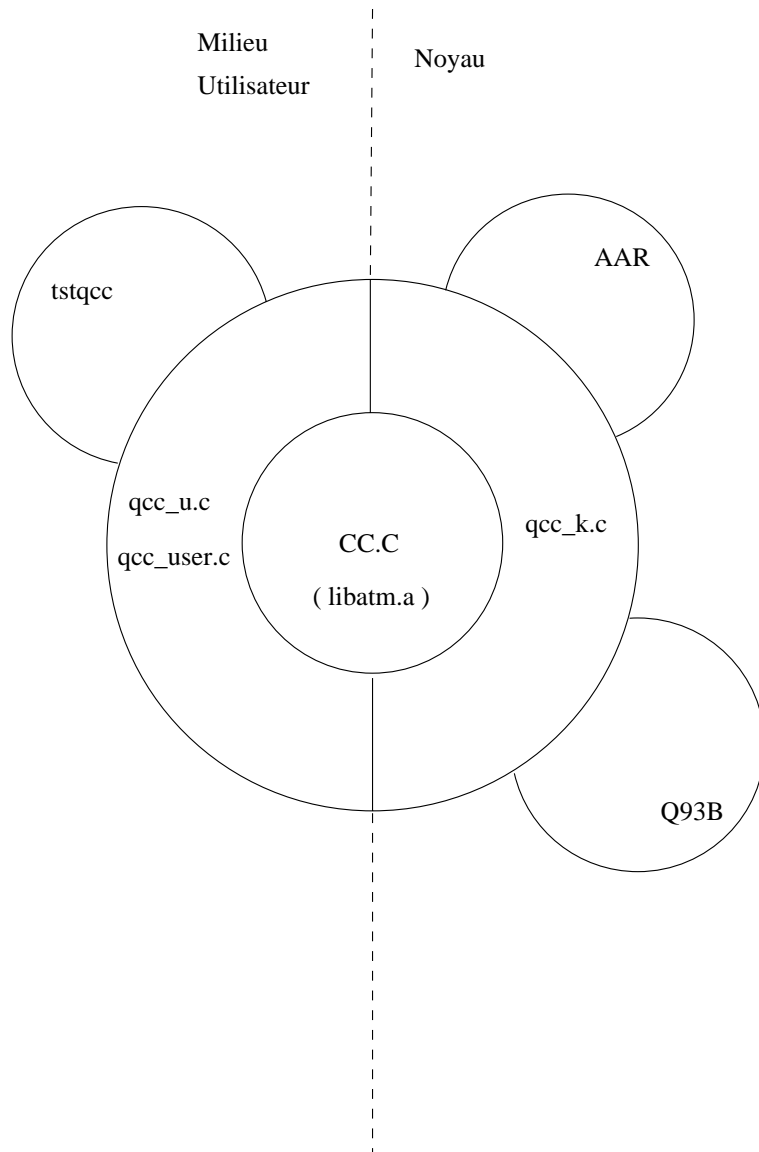 Milieu
Utilisateur
Noyau
AAR
tstqcc
qcc_u.c
qcc_user.c
CC.C
( libatm.a )
qcc_k.c
Q93B